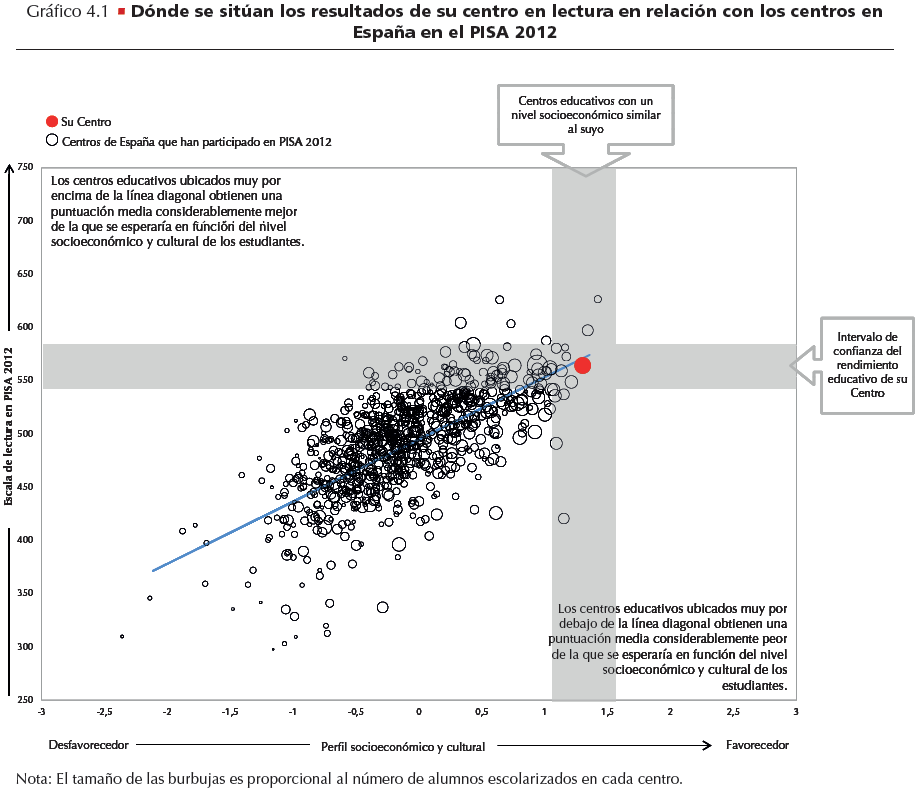 Gráfico 4.1 ■ Dónde se sitúan los resultados de su centro en lectura en relación con los centros en
España en el PISA 2012
Centros educativos con un
nivel socioeconómico similar
al suyo
Su Centro
Centros de España que han participado en PISA 2012
Los centros educativos ubicados muy por
encima de la línea diagonal obtienen una
puntuación media considerablemente mejor
de la que se esperaría en función del nivel
socioeconómico y cultural de los estudiantes.
Escala de lectura en PISA 2012
750
700
650
600
550
500
450
400
350
300
250
Intervalo de
confianza del
rendimiento
educativo de su
Centro
Los centros educativos ubicados muy por
debajo de la línea diagonal obtienen una
puntuación media considerablemente peor
de la que se esperaría en función del nivel
socioeconómico y cultural de los
estudiantes.
-3 -2,5 -2 -1,5 -1 -0,5 0 0,5 1 1,5 2 2,5 3
Desfavorecedor Perfil socioeconómico y cultural Favorecedor
Nota: El tamaño de las burbujas es proporcional al número de alumnos escolarizados en cada centro.